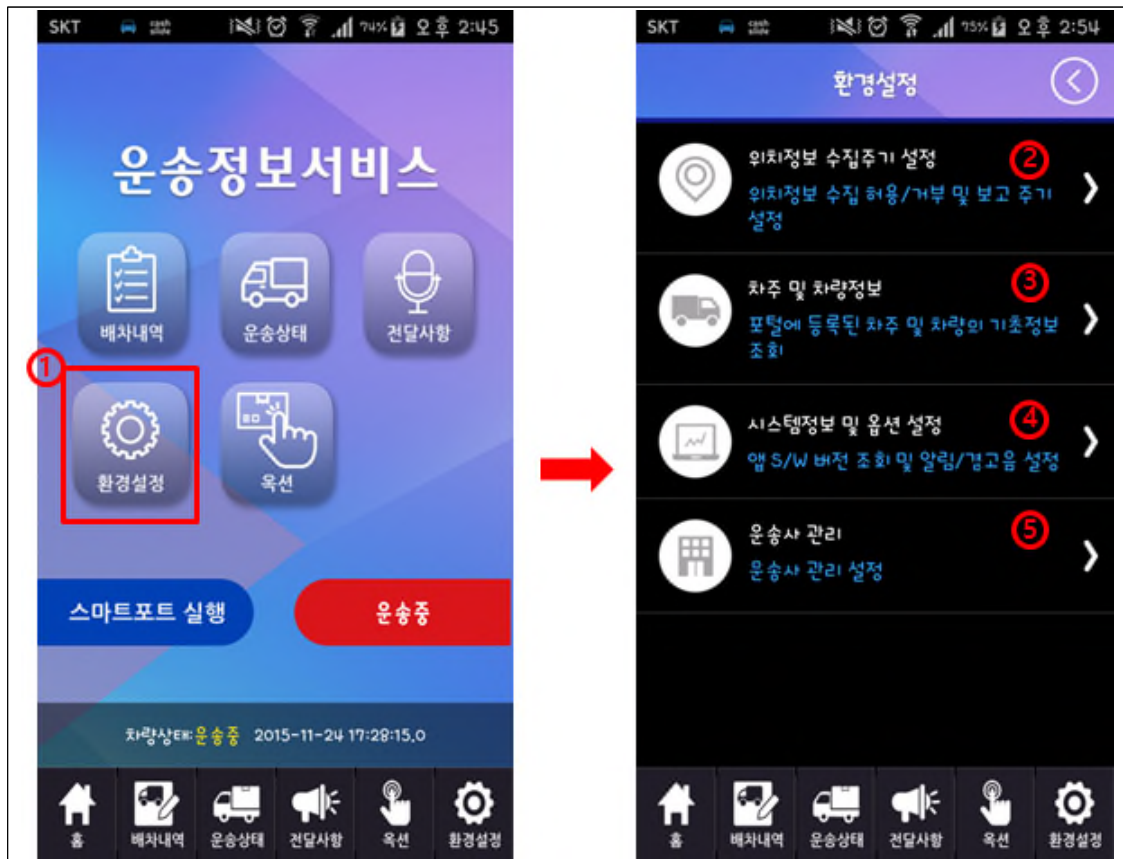 SKT cash slide 74% 오후 2:45
운송정보서비스
배차내역 운송상태 전달사항
①
환경설정 옥션
스마트포트 실행 운송중
차량상태:운송중 2015-11-24 17:28:15.0
홈 배차내역 운송상태 전달사항 옥션 환경설정
SKT cash slide 75% 오후 2:54
환경설정
위치정보 수집주기 설정 ②
위치정보 수집 허용/거부 및 보고 주기
설정
차주 및 차량정보 ③
포털에 등록된 차주 및 차량의 기초정보
조회
시스템정보 및 옵션 설정 ④
앱 S/W 버전 조회 및 알림/경고음 설정
운송사 관리 ⑤
운송사 관리 설정
홈 배차내역 운송상태 전달사항 옥션 환경설정